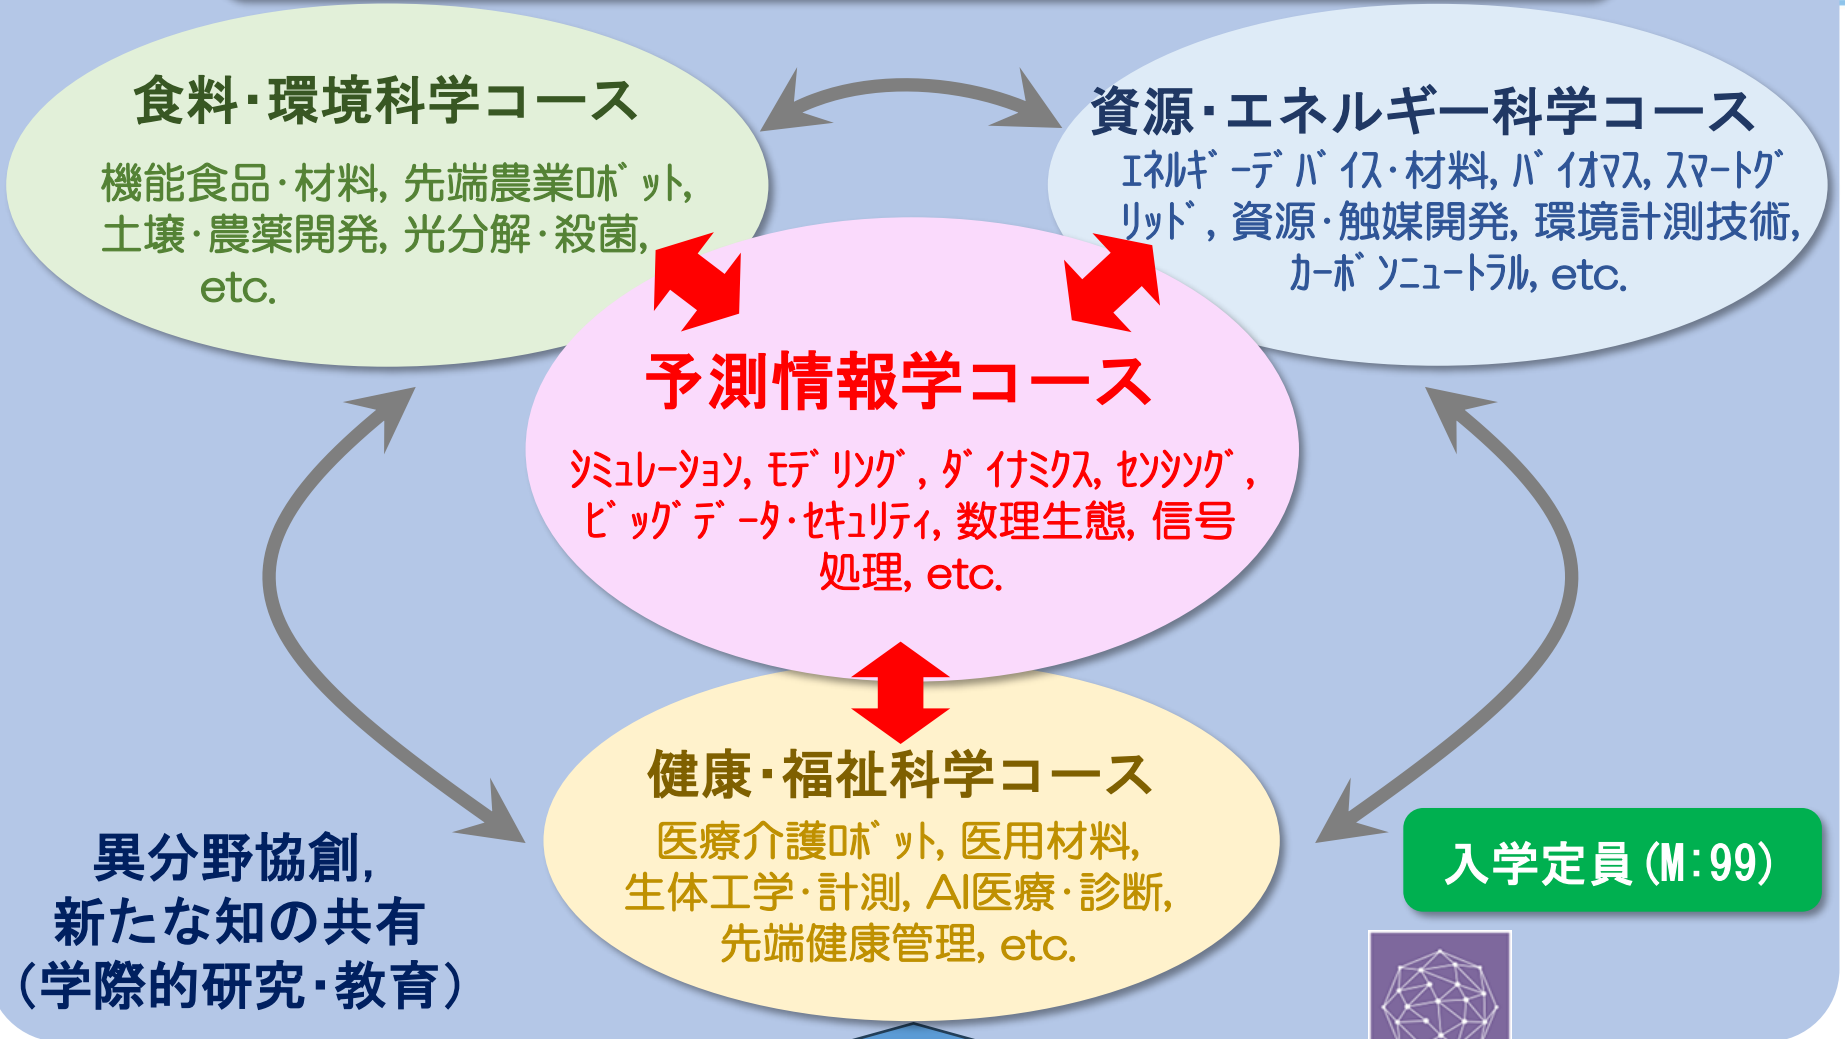 食料・環境科学コース
機能食品・材料, 先端農業ﾛﾎﾞｯﾄ,
土壌・農薬開発, 光分解・殺菌,
etc.
資源・エネルギー科学コース
ｴﾈﾙｷﾞｰﾃﾞﾊﾞｲｽ・材料, ﾊﾞｲｵﾏｽ, ｽﾏｰﾄｸﾞ
ﾘｯﾄﾞ, 資源・触媒開発, 環境計測技術,
ｶｰﾎﾞﾝﾆｭｰﾄﾗﾙ, etc.
予測情報学コース
ｼﾐｭﾚｰｼｮﾝ, ﾓﾃﾞﾘﾝｸﾞ, ﾀﾞｲﾅﾐｸｽ, ｾﾝｼﾝｸﾞ,
ﾋﾞｯｸﾞﾃﾞｰﾀ・ｾｷｭﾘﾃｨ, 数理生態, 信号
処理, etc.
健康・福祉科学コース
医療介護ﾛﾎﾞｯﾄ, 医用材料,
生体工学・計測, AI医療・診断,
先端健康管理, etc.
異分野協創,
新たな知の共有
（学際的研究・教育）
入学定員(M:99)